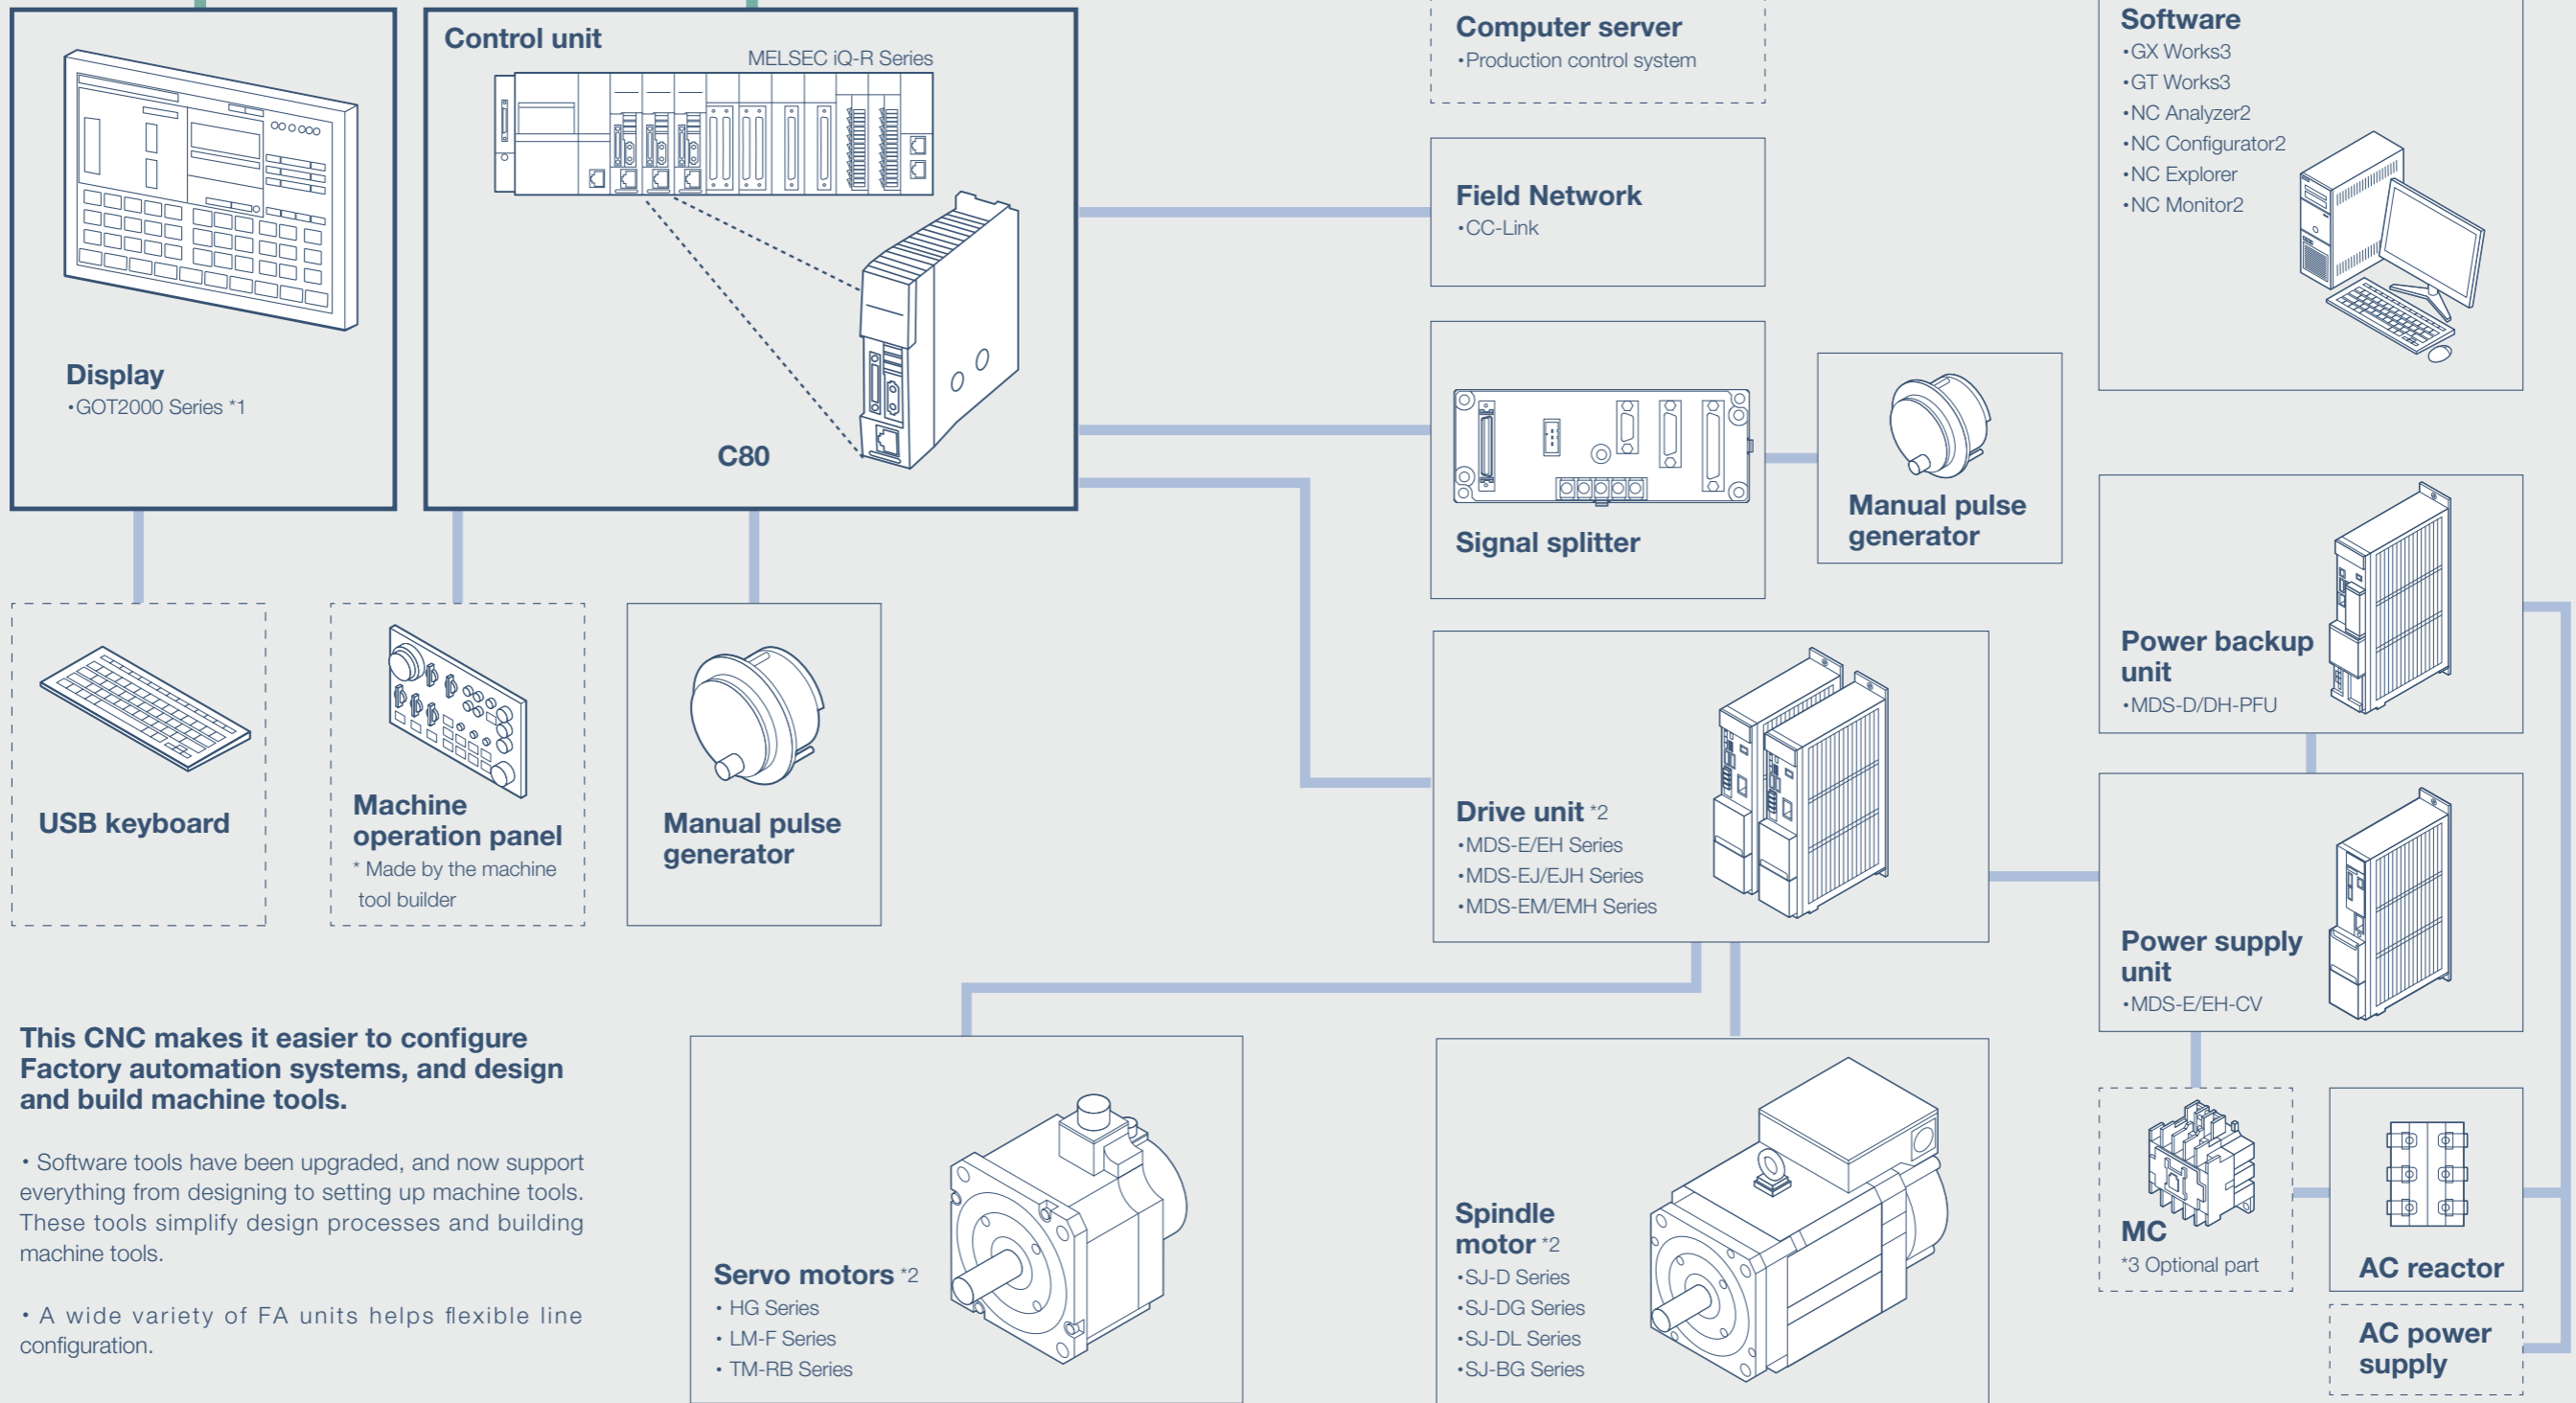 Control unit
MELSEC iQ-R Series
C80
Display
•GOT2000 Series *1
Computer server
•Production control system
Field Network
•CC-Link
Signal splitter
Manual pulse
generator
Software
•GX Works3
•GT Works3
•NC Analyzer2
•NC Configurator2
•NC Explorer
•NC Monitor2
USB keyboard
Machine
operation panel
* Made by the machine
tool builder
Manual pulse
generator
Drive unit *2
•MDS-E/EH Series
•MDS-EJ/EJH Series
•MDS-EM/EMH Series
Power backup
unit
•MDS-D/DH-PFU
Power supply
unit
•MDS-E/EH-CV
This CNC makes it easier to configure
Factory automation systems, and design
and build machine tools.
• Software tools have been upgraded, and now support
everything from designing to setting up machine tools.
These tools simplify design processes and building
machine tools.
• A wide variety of FA units helps flexible line
configuration.
Servo motors *2
• HG Series
• LM-F Series
• TM-RB Series
Spindle
motor *2
•SJ-D Series
•SJ-DG Series
•SJ-DL Series
•SJ-BG Series
MC
*3 Optional part
AC reactor
AC power
supply